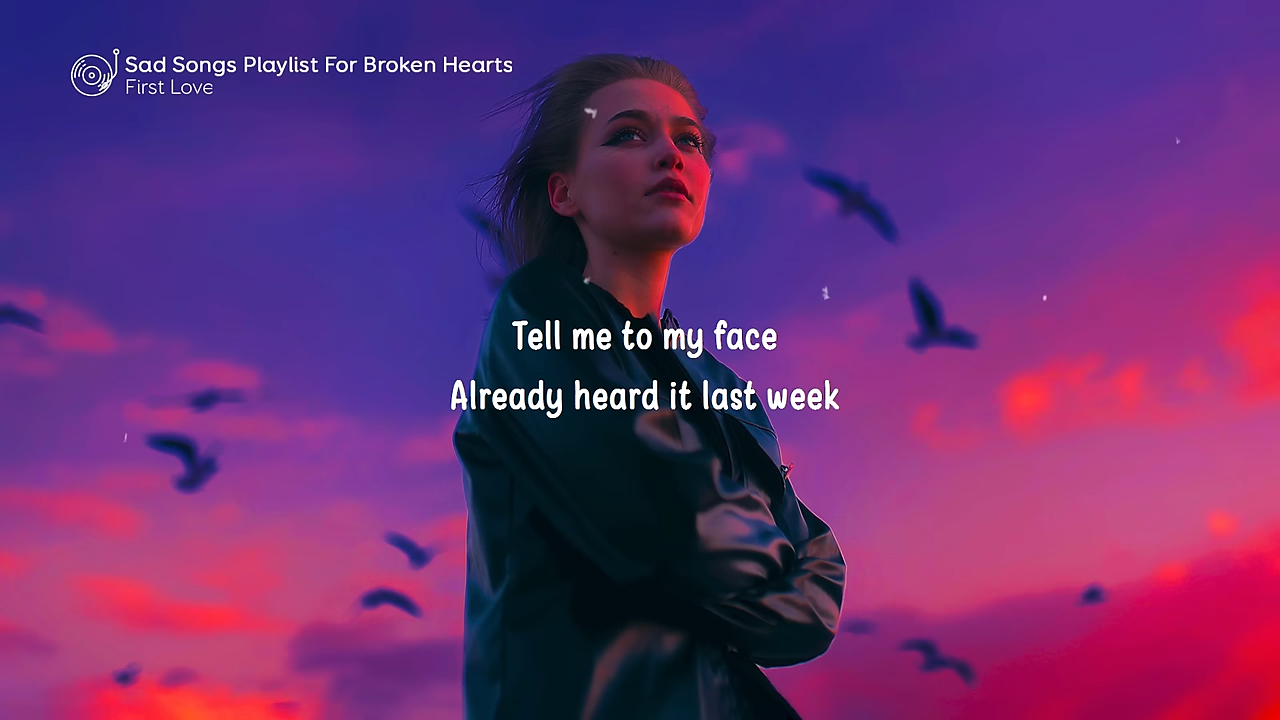 Sad Songs Playlist For Broken Hearts
First Love
Tell me to my face
Already heard it last week